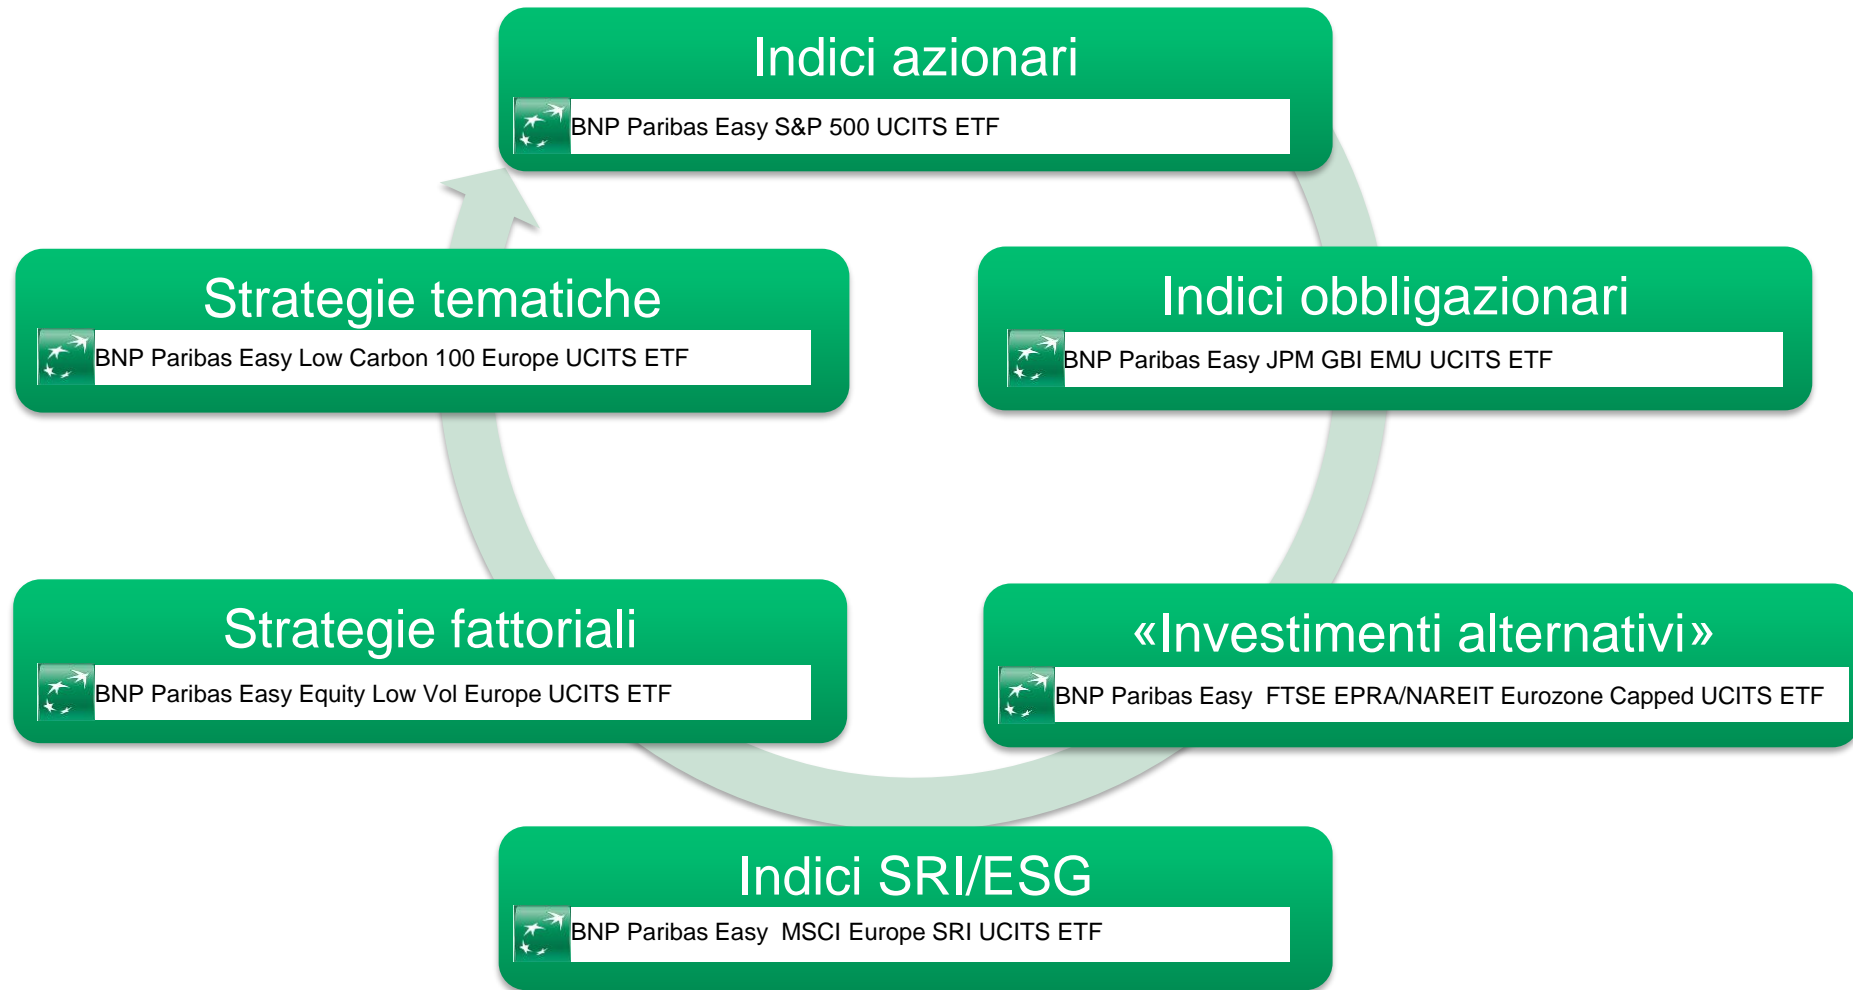 Indici azionari
BNP Paribas Easy S&P 500 UCITS ETF
Strategie tematiche
BNP Paribas Easy Low Carbon 100 Europe UCITS ETF
Indici obbligazionari
BNP Paribas Easy JPM GBI EMU UCITS ETF
Strategie fattoriali
BNP Paribas Easy Equity Low Vol Europe UCITS ETF
«Investimenti alternativi»
BNP Paribas Easy  FTSE EPRA/NAREIT Eurozone Capped UCITS ETF
Indici SRI/ESG
BNP Paribas Easy  MSCI Europe SRI UCITS ETF